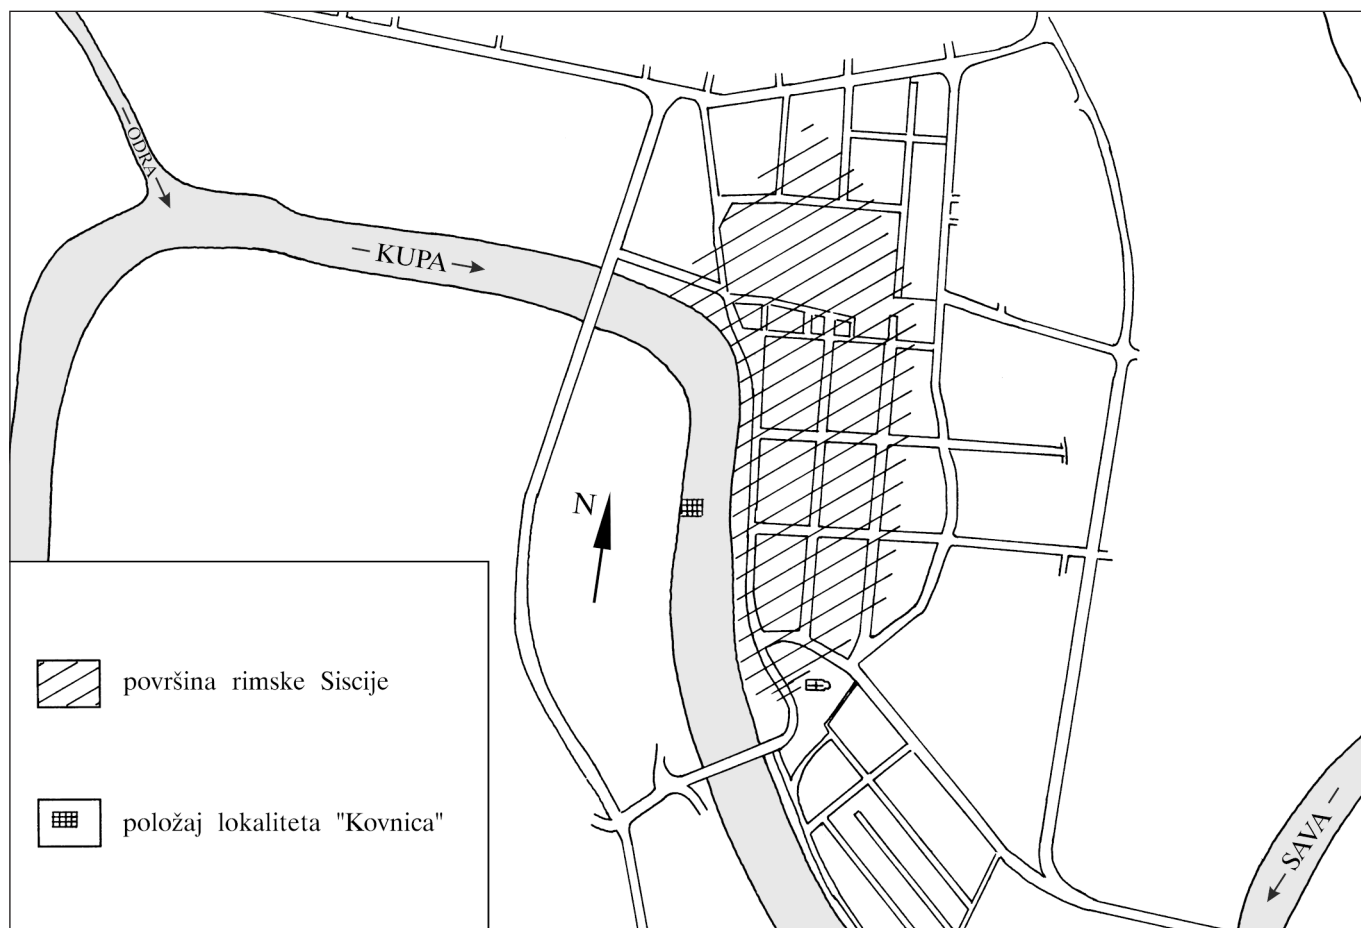 – ODRA →
– KUPA →
N
površina rimske Siscije
položaj lokaliteta "Kovnica"
← SAVA –